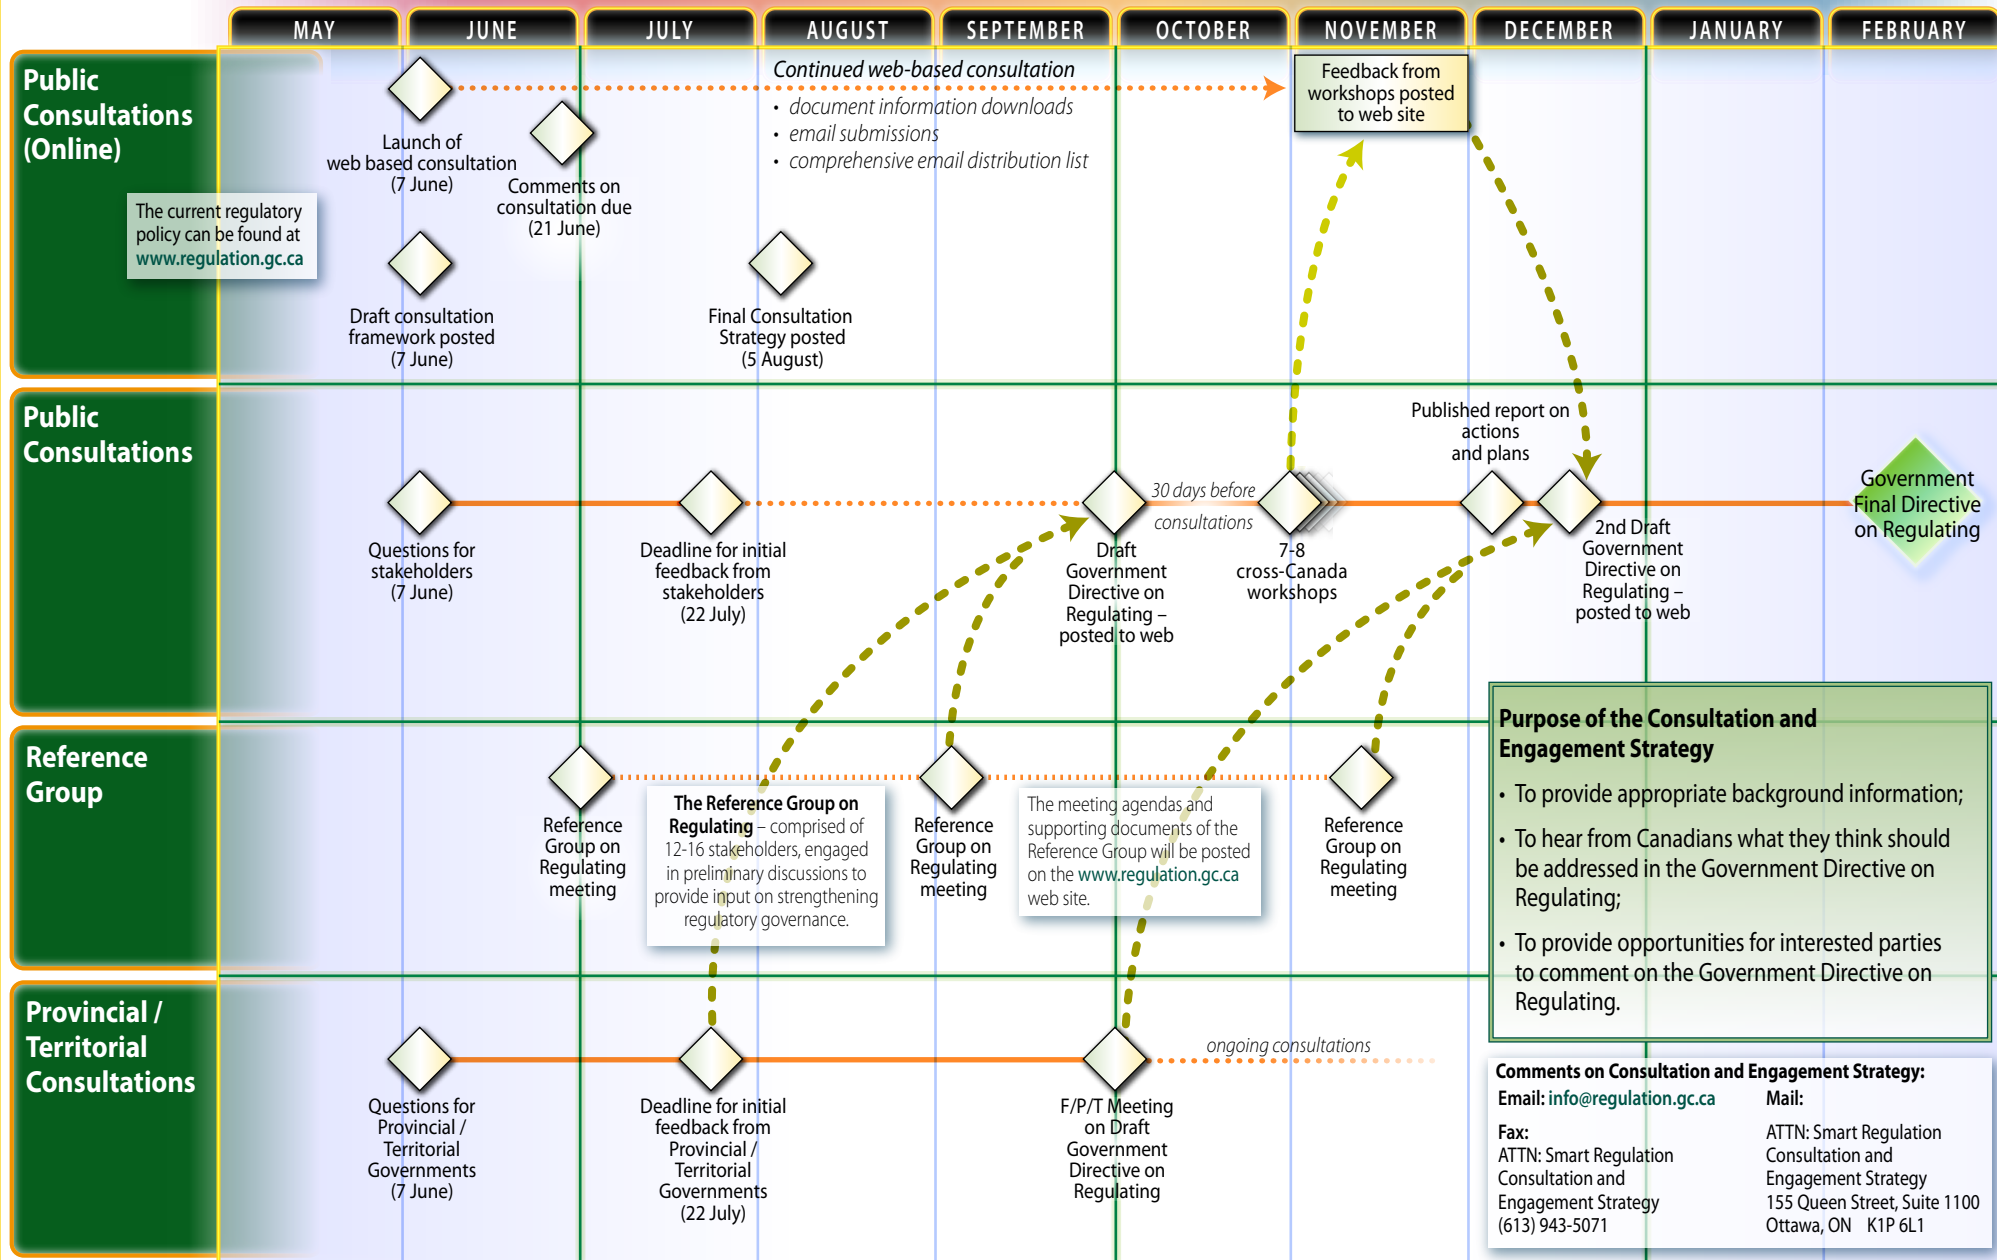 MAY JUNE JULY AUGUST SEPTEMBER OCTOBER NOVEMBER DECEMBER JANUARY FEBRUARY
Public
Consultations
(Online)
The current regulatory
policy can be found at
www.regulation.gc.ca
Launch of
web based consultation
(7 June)
Comments on
consultation due
(21 June)
Continued web-based consultation
• document information downloads
• email submissions
• comprehensive email distribution list
Feedback from
workshops posted
to web site
Draft consultation
framework posted
(7 June)
Final Consultation
Strategy posted
(5 August)
Public
Consultations
Questions for
stakeholders
(7 June)
Deadline for initial
feedback from
stakeholders
(22 July)
Draft
Government
Directive on
Regulating –
posted to web
30 days before
consultations
7-8
cross-Canada
workshops
Published report on
actions
and plans
2nd Draft
Government
Directive on
Regulating –
posted to web
Government
Final Directive
on Regulating
Reference
Group
Reference
Group on
Regulating
meeting
The Reference Group on
Regulating – comprised of
12-16 stakeholders, engaged
in preliminary discussions to
provide input on strengthening
regulatory governance.
Reference
Group on
Regulating
meeting
The meeting agendas and
supporting documents of the
Reference Group will be posted
on the www.regulation.gc.ca
web site.
Reference
Group on
Regulating
meeting
Purpose of the Consultation and
Engagement Strategy
• To provide appropriate background information;
• To hear from Canadians what they think should
be addressed in the Government Directive on
Regulating;
• To provide opportunities for interested parties
to comment on the Government Directive on
Regulating.
Provincial /
Territorial
Consultations
Questions for
Provincial /
Territorial
Governments
(7 June)
Deadline for initial
feedback from
Provincial /
Territorial
Governments
(22 July)
F/P/T Meeting
on Draft
Government
Directive on
Regulating
ongoing consultations
Comments on Consultation and Engagement Strategy:
Email: info@regulation.gc.ca
Fax:
ATTN: Smart Regulation
Consultation and
Engagement Strategy
(613) 943-5071
Mail:
ATTN: Smart Regulation
Consultation and
Engagement Strategy
155 Queen Street, Suite 1100
Ottawa, ON K1P 6L1